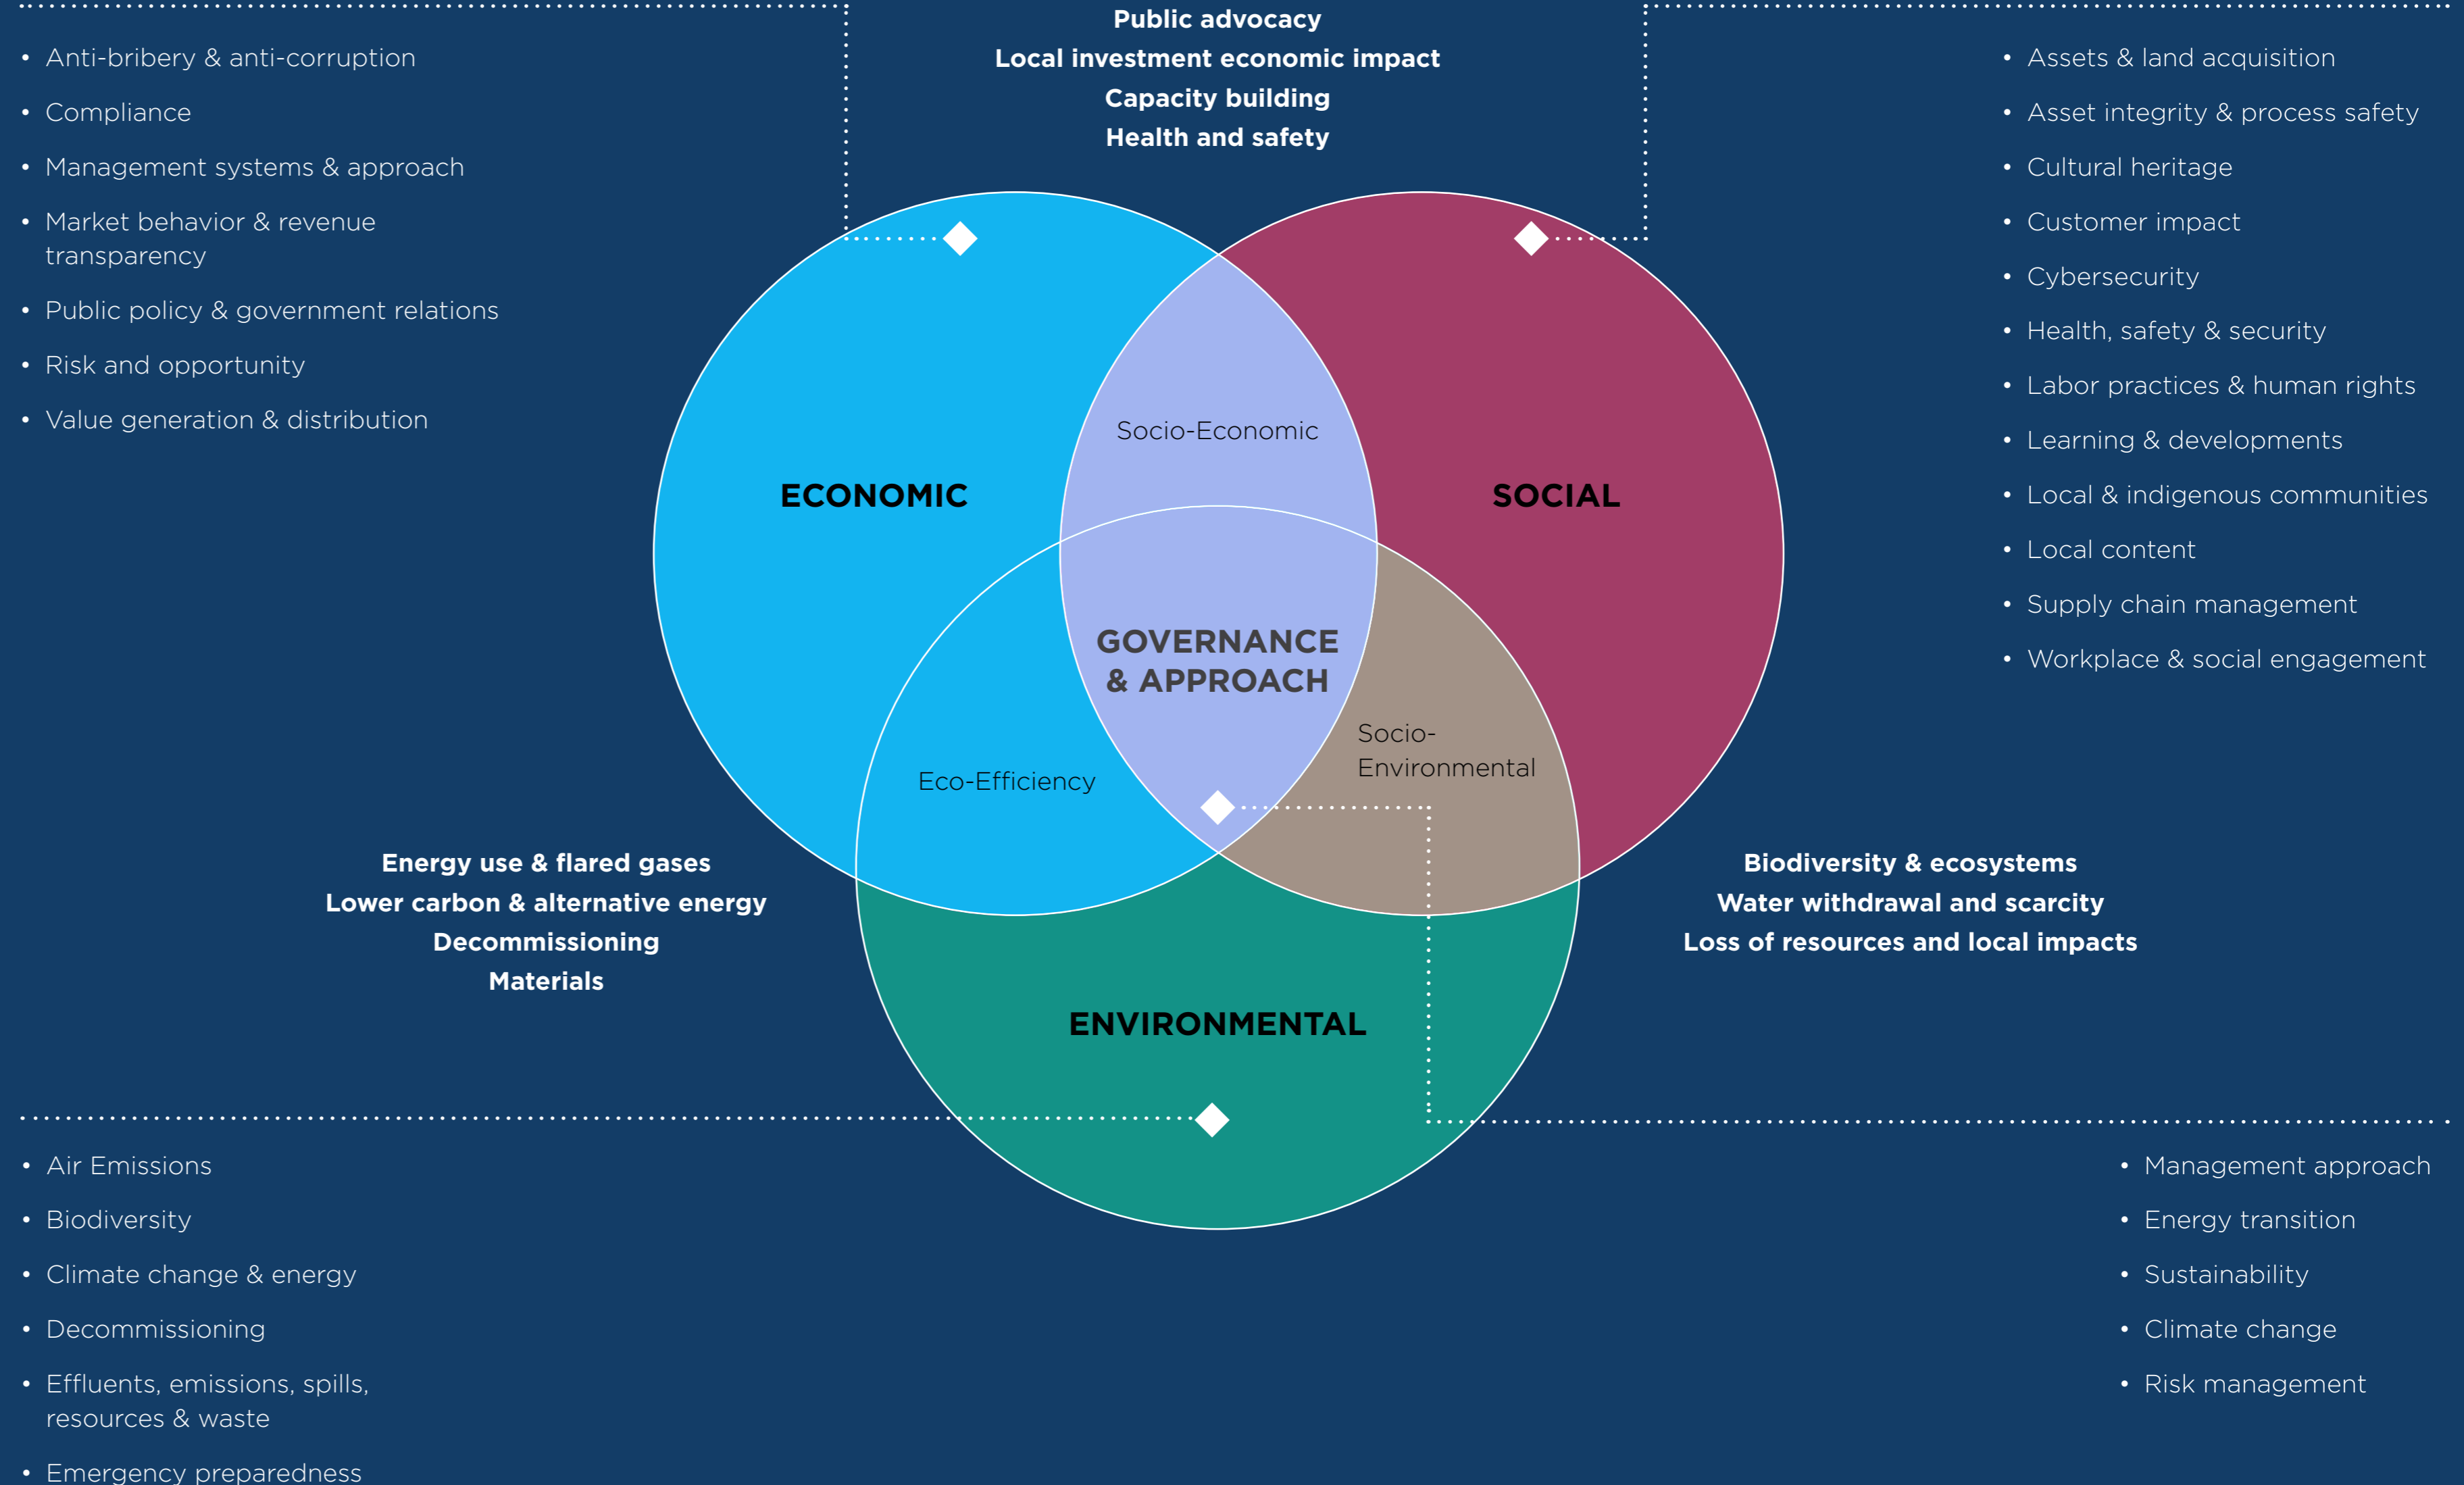 Public advocacy
Local investment economic impact
Capacity building
Health and safety
• Anti-bribery & anti-corruption
• Compliance
• Management systems & approach
• Market behavior & revenue
transparency
• Public policy & government relations
• Risk and opportunity
• Value generation & distribution
• Assets & land acquisition
• Asset integrity & process safety
• Cultural heritage
• Customer impact
• Cybersecurity
• Health, safety & security
• Labor practices & human rights
• Learning & developments
• Local & indigenous communities
• Local content
• Supply chain management
• Workplace & social engagement
Socio-Economic
ECONOMIC
SOCIAL
GOVERNANCE
& APPROACH
Socio-
Environmental
Eco-Efficiency
Energy use & flared gases
Lower carbon & alternative energy
Decommissioning
Materials
Biodiversity & ecosystems
Water withdrawal and scarcity
Loss of resources and local impacts
ENVIRONMENTAL
• Air Emissions
• Biodiversity
• Climate change & energy
• Decommissioning
• Effluents, emissions, spills,
resources & waste
• Emergency preparedness
• Management approach
• Energy transition
• Sustainability
• Climate change
• Risk management